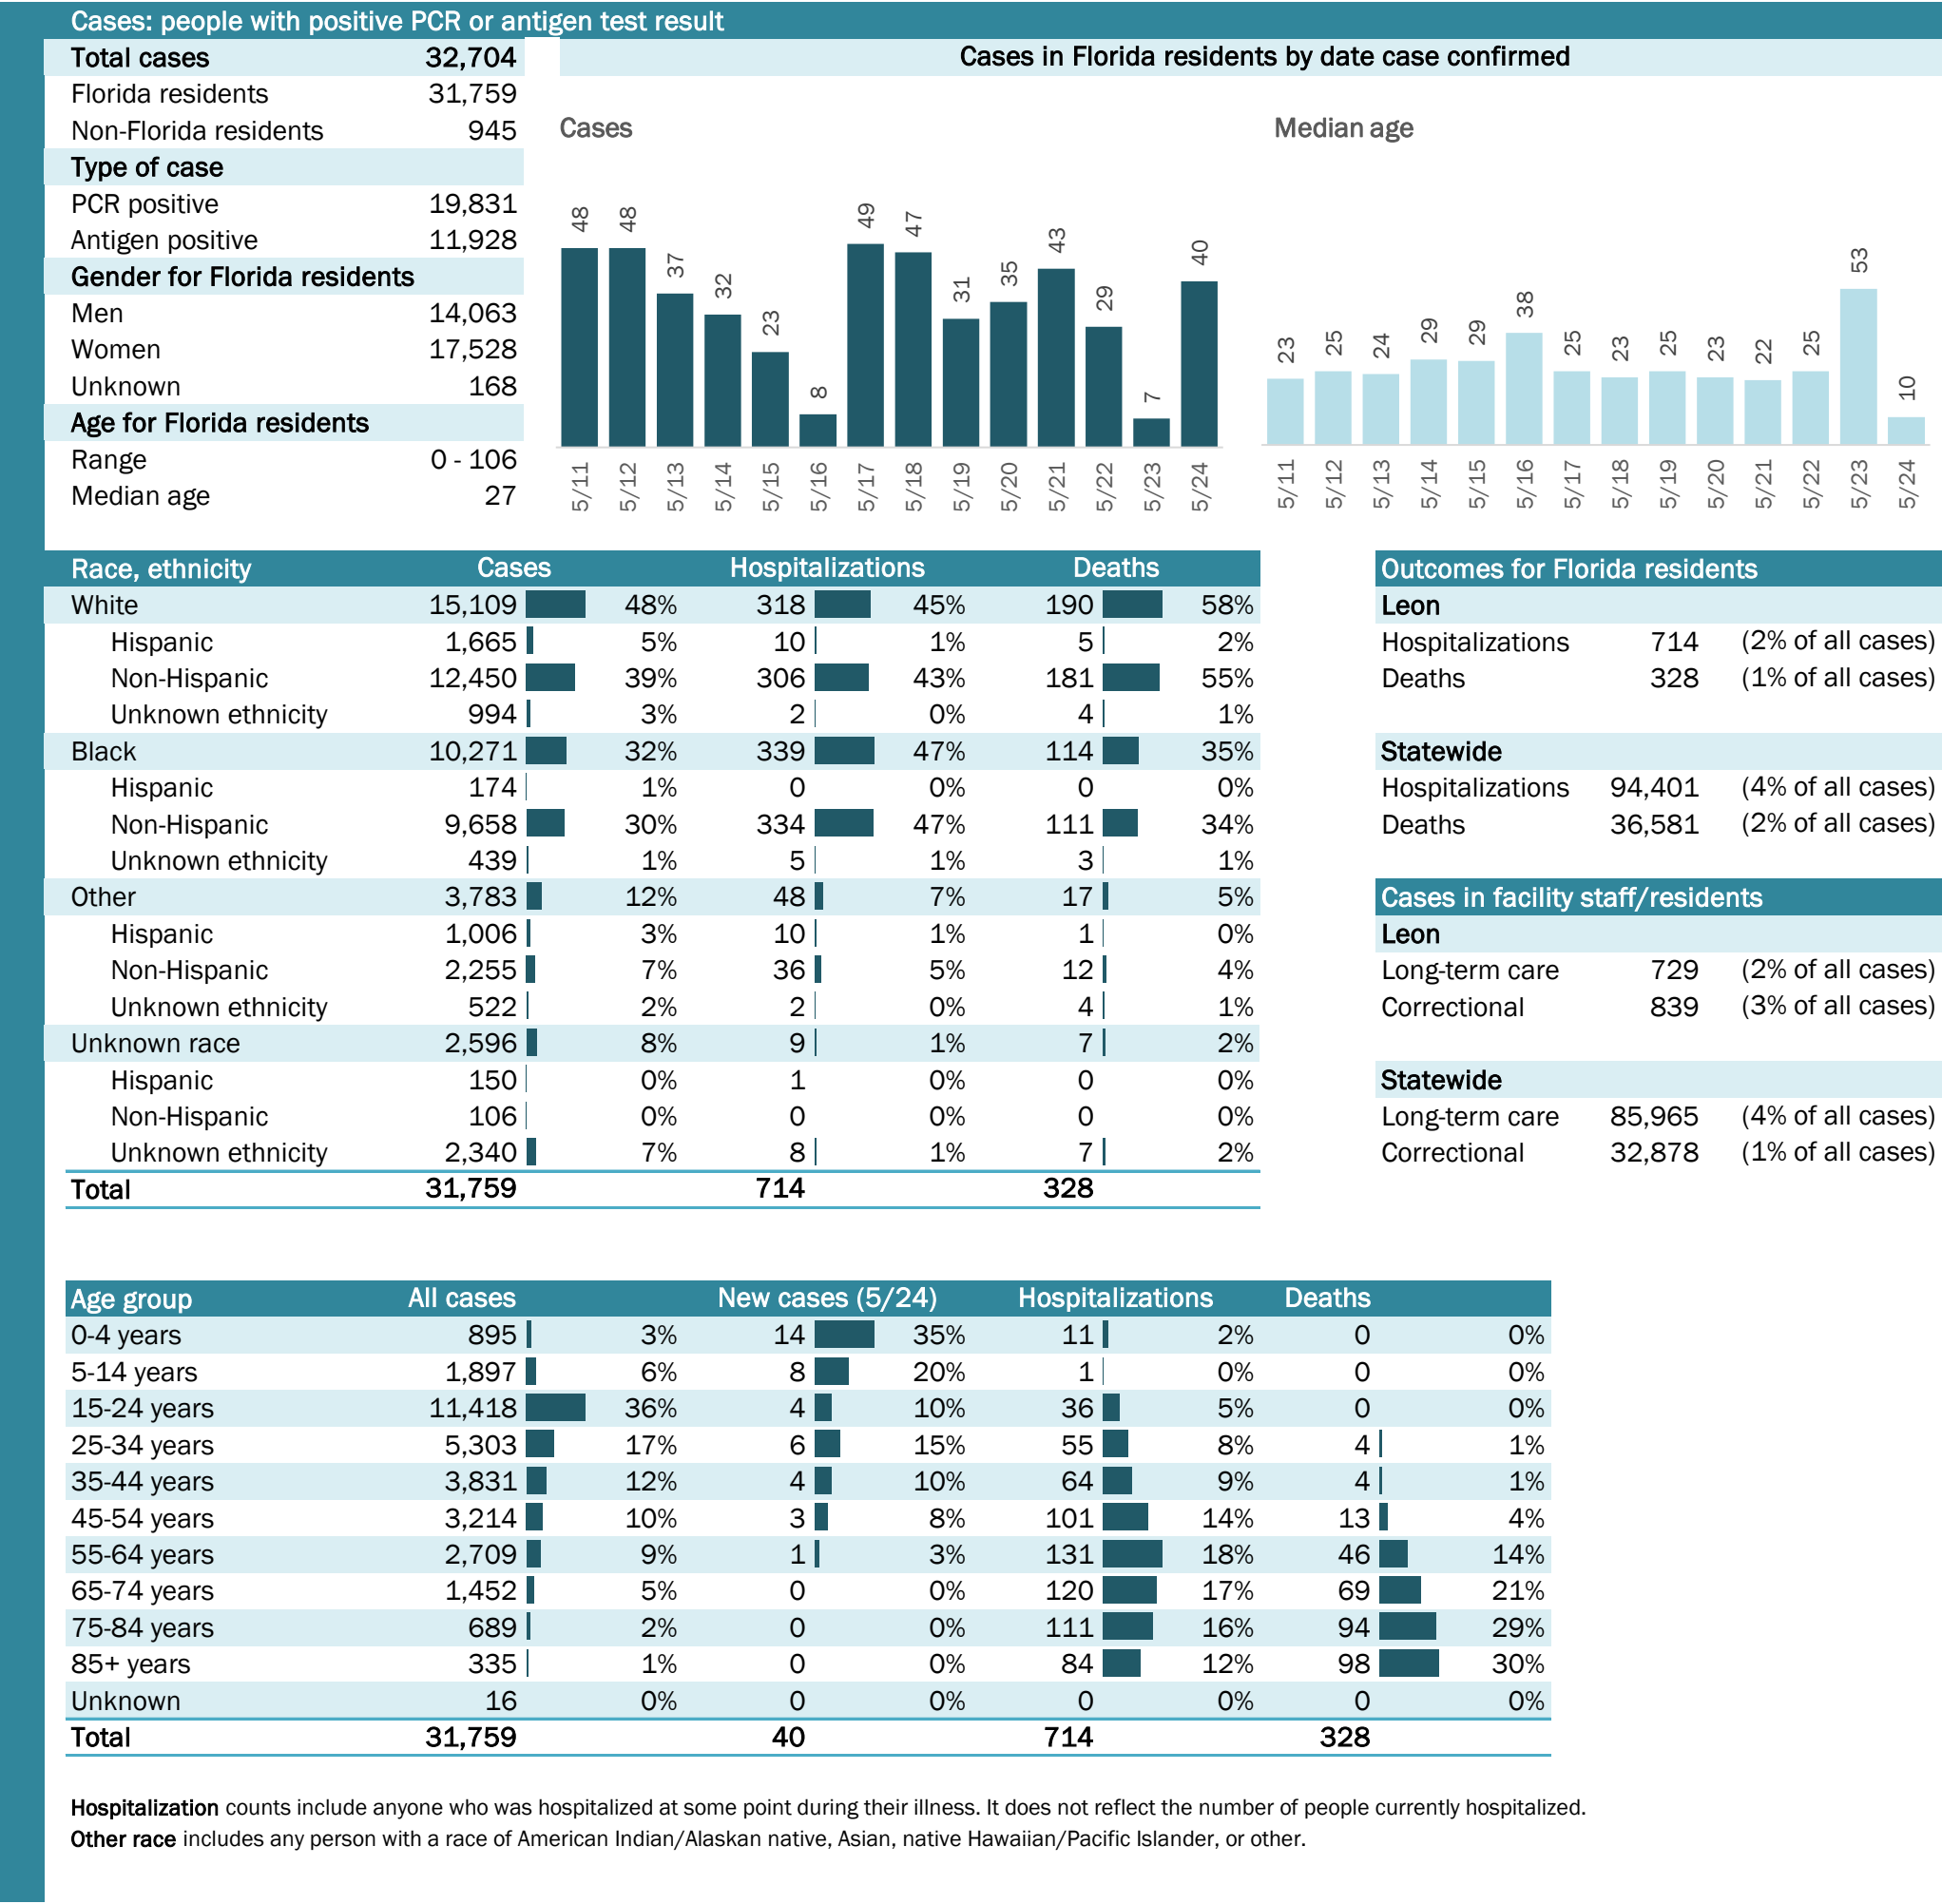 Cases: people with positive PCR or antigen test result
Total cases 32,704
Florida residents 31,759
Non-Florida residents 945
Type of case
PCR positive 19,831
Antigen positive 11,928
Gender for Florida residents
Men 14,063
Women 17,528
Unknown 168
Age for Florida residents
Range 0 - 106
Median age 27
Cases in Florida residents by date case confirmed
Cases
48 48 37 32 23 8 49 47 31 35 43 29 7 40
5/11 5/12 5/13 5/14 5/15 5/16 5/17 5/18 5/19 5/20 5/21 5/22 5/23 5/24
Median age
23 25 24 29 29 38 25 23 25 23 22 25 53 10
5/11 5/12 5/13 5/14 5/15 5/16 5/17 5/18 5/19 5/20 5/21 5/22 5/23 5/24
Race, ethnicity Cases Hospitalizations Deaths
White 15,109 48% 318 45% 190 58%
Hispanic 1,665 5% 10 1% 5 2%
Non-Hispanic 12,450 39% 306 43% 181 55%
Unknown ethnicity 994 3% 2 0% 4 1%
Black 10,271 32% 339 47% 114 35%
Hispanic 174 1% 0 0% 0 0%
Non-Hispanic 9,658 30% 334 47% 111 34%
Unknown ethnicity 439 1% 5 1% 3 1%
Other 3,783 12% 48 7% 17 5%
Hispanic 1,006 3% 10 1% 1 0%
Non-Hispanic 2,255 7% 36 5% 12 4%
Unknown ethnicity 522 2% 2 0% 4 1%
Unknown race 2,596 8% 9 1% 7 2%
Hispanic 150 0% 1 0% 0 0%
Non-Hispanic 106 0% 0 0% 0 0%
Unknown ethnicity 2,340 7% 8 1% 7 2%
Total 31,759 714 328
Outcomes for Florida residents
Leon
Hospitalizations 714 (2% of all cases)
Deaths 328 (1% of all cases)
Statewide
Hospitalizations 94,401 (4% of all cases)
Deaths 36,581 (2% of all cases)
Cases in facility staff/residents
Leon
Long-term care 729 (2% of all cases)
Correctional 839 (3% of all cases)
Statewide
Long-term care 85,965 (4% of all cases)
Correctional 32,878 (1% of all cases)
Age group All cases New cases (5/24) Hospitalizations Deaths
0-4 years 895 3% 14 35% 11 2% 0 0%
5-14 years 1,897 6% 8 20% 1 0% 0 0%
15-24 years 11,418 36% 4 10% 36 5% 0 0%
25-34 years 5,303 17% 6 15% 55 8% 4 1%
35-44 years 3,831 12% 4 10% 64 9% 4 1%
45-54 years 3,214 10% 3 8% 101 14% 13 4%
55-64 years 2,709 9% 1 3% 131 18% 46 14%
65-74 years 1,452 5% 0 0% 120 17% 69 21%
75-84 years 689 2% 0 0% 111 16% 94 29%
85+ years 335 1% 0 0% 84 12% 98 30%
Unknown 16 0% 0 0% 0 0% 0 0%
Total 31,759 40 714 328
Hospitalization counts include anyone who was hospitalized at some point during their illness. It does not reflect the number of people currently hospitalized.
Other race includes any person with a race of American Indian/Alaskan native, Asian, native Hawaiian/Pacific Islander, or other.